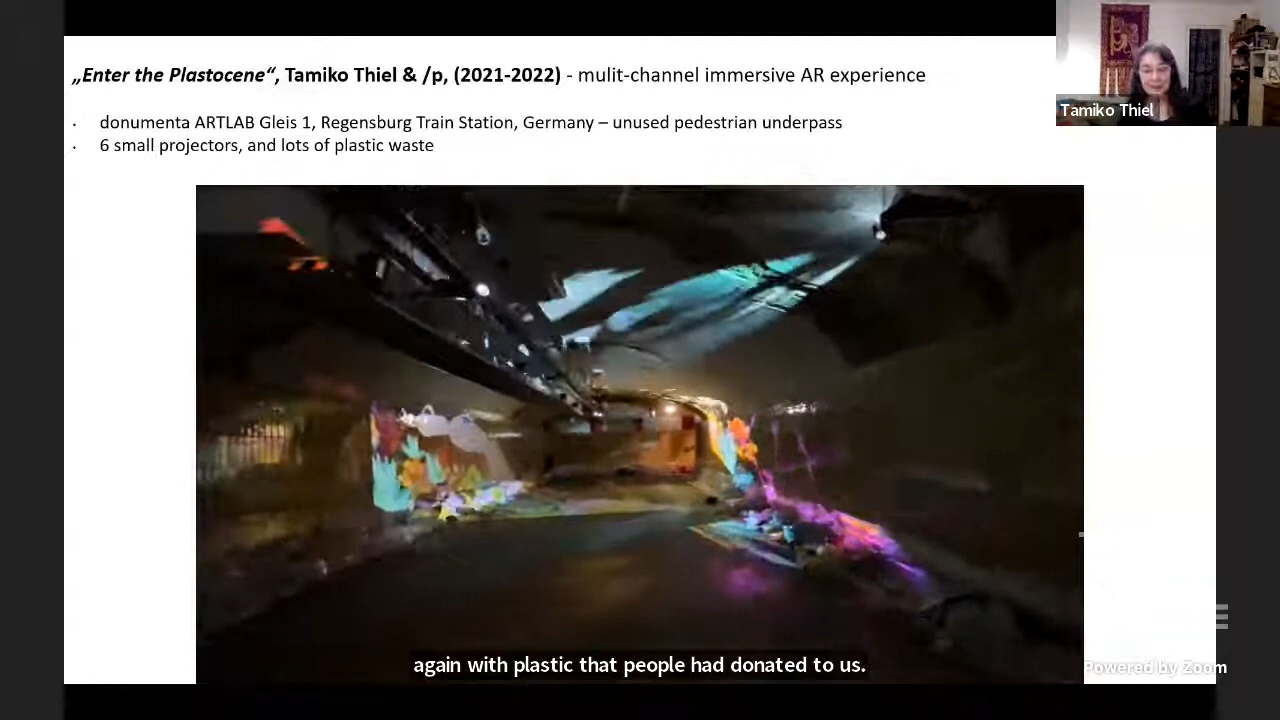 „Enter the Plastocene“, Tamiko Thiel & /p, (2021-2022) - mulit-channel immersive AR experience
Tamiko Thiel
· donumenta ARTLAB Gleis 1, Regensburg Train Station, Germany – unused pedestrian underpass
· 6 small projectors, and lots of plastic waste
again with plastic that people had donated to us.
Powered by Zoom